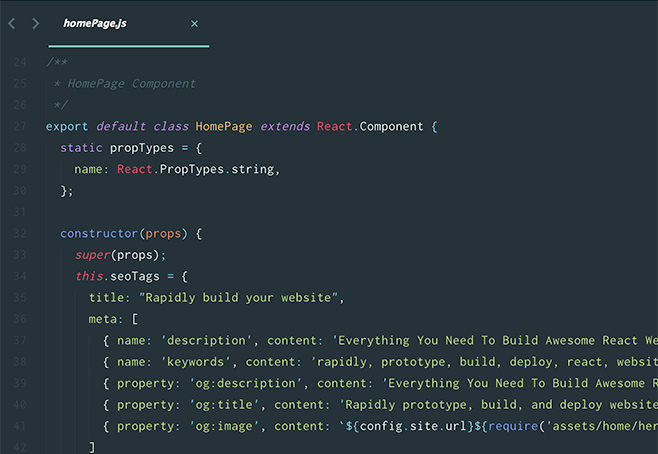 homePage.js ×
24 /**
25 * HomePage Component
26 */
27 export default class HomePage extends React.Component {
28 static propTypes = {
29 name: React.PropTypes.string,
30 };
31
32 constructor(props) {
33 super(props);
34 this.seoTags = {
35 title: "Rapidly build your website",
36 meta: [
37 { name: 'description', content: 'Everything You Need To Build Awesome React We
38 { name: 'keywords', content: 'rapidly, prototype, build, deploy, react, websit
39 { property: 'og:description', content: 'Everything You Need To Build Awesome R
40 { property: 'og:title', content: 'Rapidly prototype, build, and deploy website
41 { property: 'og:image', content: `${config.site.url}${require('assets/home/her
42 ]